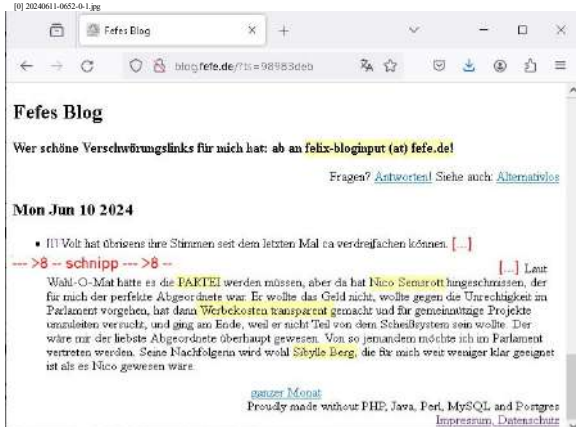 [0] 20240611-0652-0-1.jpg
Fefes Blog
blog.fefe.de/?ts=98983deb
Fefes Blog
Wer schöne Verschwörungslinks für mich hat: ab an felix-bloginput (at) fefe.de!
Fragen? Antworten! Siehe auch: Alternativlos
Mon Jun 10 2024
Volt hat übrigens ihre Stimmen seit dem letzten Mal ca verdreifachen können. [...]
--- >8 -- schnipp --- >8 --
[...] Laut
Wahl-O-Mat hätte es die PARTEI werden müssen, aber da hat Nico Semsrott hingeschmissen, der
für mich der perfekte Abgeordnete war. Er wollte das Geld nicht, wollte gegen die Unrechtigkeit im
Parlament vorgehen, hat dann Werbekosten transparent gemacht und für gemeinnützige Projekte
umzuleiten versucht, und ging am Ende, weil er nicht Teil von dem Scheißsystem sein wollte. Der
wäre mir der liebste Abgeordnete überhaupt gewesen. Von so jemandem möchte ich im Parlament
vertreten werden. Seine Nachfolgerin wird wohl Sibylle Berg, die für mich weit weniger klar geeignet
ist als es Nico gewesen wäre.
ganzer Monat
Proudly made without PHP, Java, Perl, MySQL and Postgres
Impressum, Datenschutz